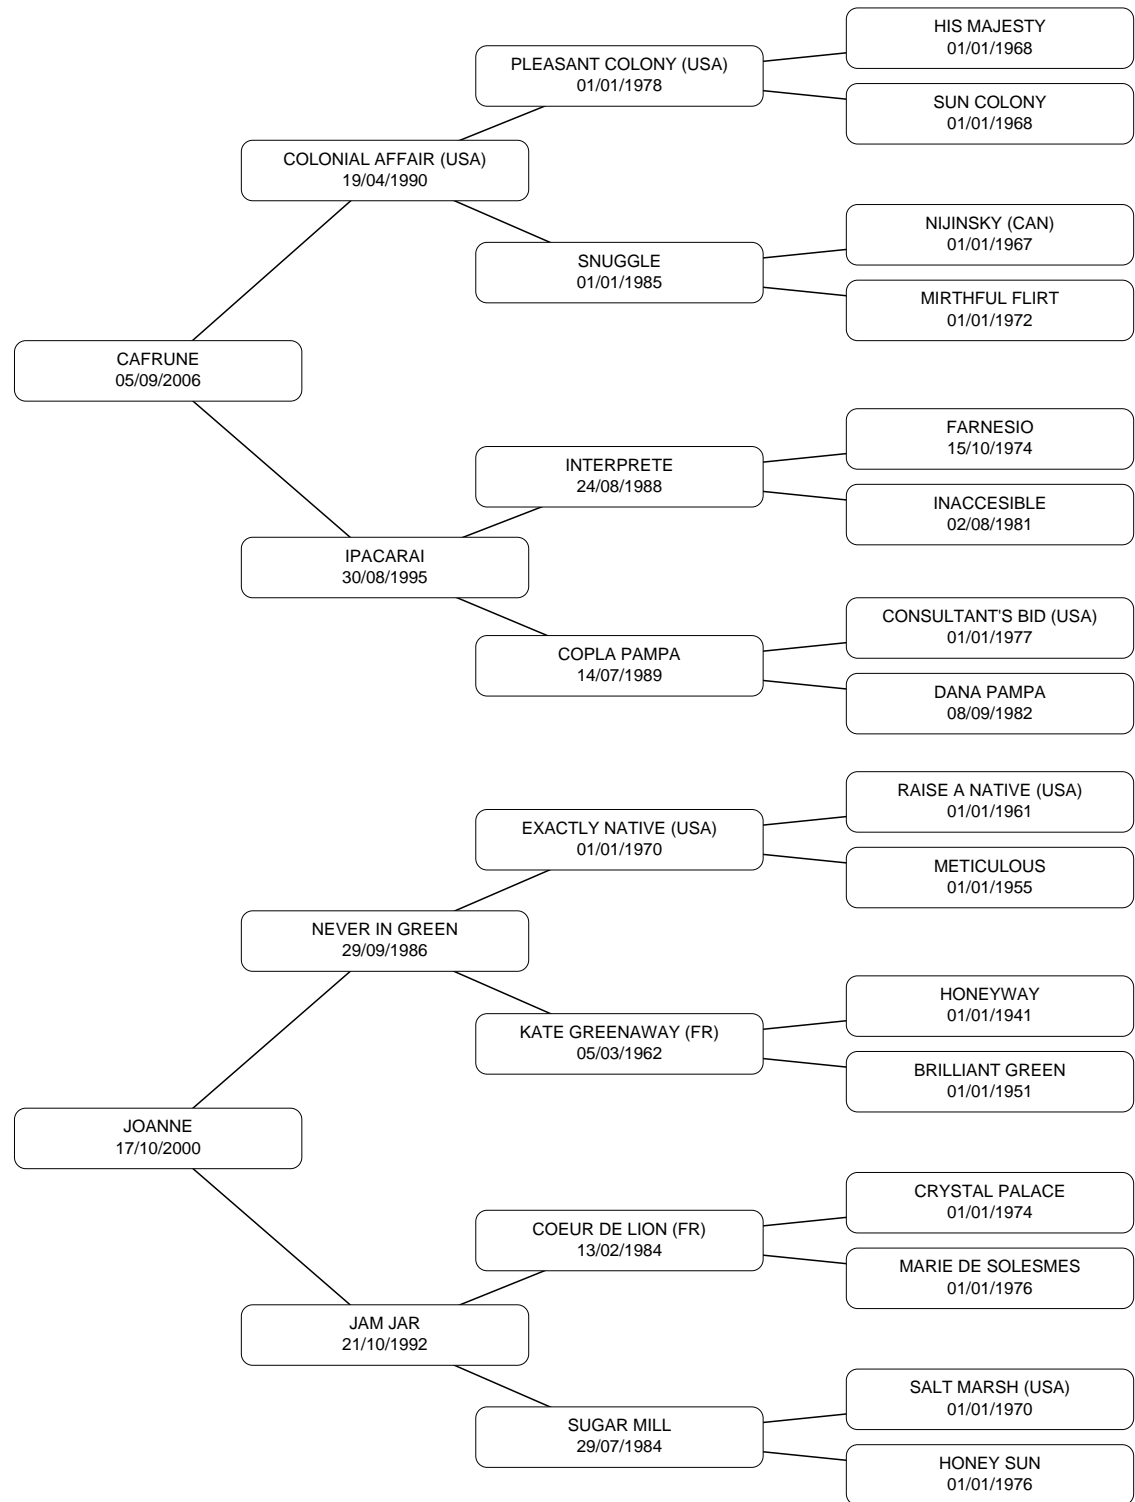 HIS MAJESTY
01/01/1968
PLEASANT COLONY (USA)
01/01/1978
SUN COLONY
01/01/1968
COLONIAL AFFAIR (USA)
19/04/1990
NIJINSKY (CAN)
01/01/1967
SNUGGLE
01/01/1985
MIRTHFUL FLIRT
01/01/1972
CAFRUNE
05/09/2006
FARNESIO
15/10/1974
INTERPRETE
24/08/1988
INACCESIBLE
02/08/1981
IPACARAI
30/08/1995
CONSULTANT'S BID (USA)
01/01/1977
COPLA PAMPA
14/07/1989
DANA PAMPA
08/09/1982
RAISE A NATIVE (USA)
01/01/1961
EXACTLY NATIVE (USA)
01/01/1970
METICULOUS
01/01/1955
NEVER IN GREEN
29/09/1986
HONEYWAY
01/01/1941
KATE GREENAWAY (FR)
05/03/1962
BRILLIANT GREEN
01/01/1951
JOANNE
17/10/2000
CRYSTAL PALACE
01/01/1974
COEUR DE LION (FR)
13/02/1984
MARIE DE SOLESMES
01/01/1976
JAM JAR
21/10/1992
SALT MARSH (USA)
01/01/1970
SUGAR MILL
29/07/1984
HONEY SUN
01/01/1976